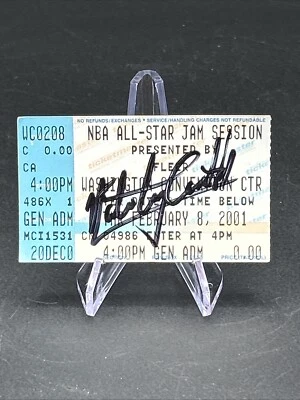 NO REFUNDS/EXCHANGES • SERVICE/HANDLING CHARGES NOT REFUNDABLE
WC0208 NBA ALL-STAR JAM SESSION
C 0.00 PRESENTED BY
CA FLEER
4:00PM WASHINGTON CONVENTION CTR
486X 1 TIME BELOW
GEN ADM FEBRUARY 8, 2001
MCI1531 04986 ENTER AT 4PM
20DEC0 4:00PM GEN ADM 0.00